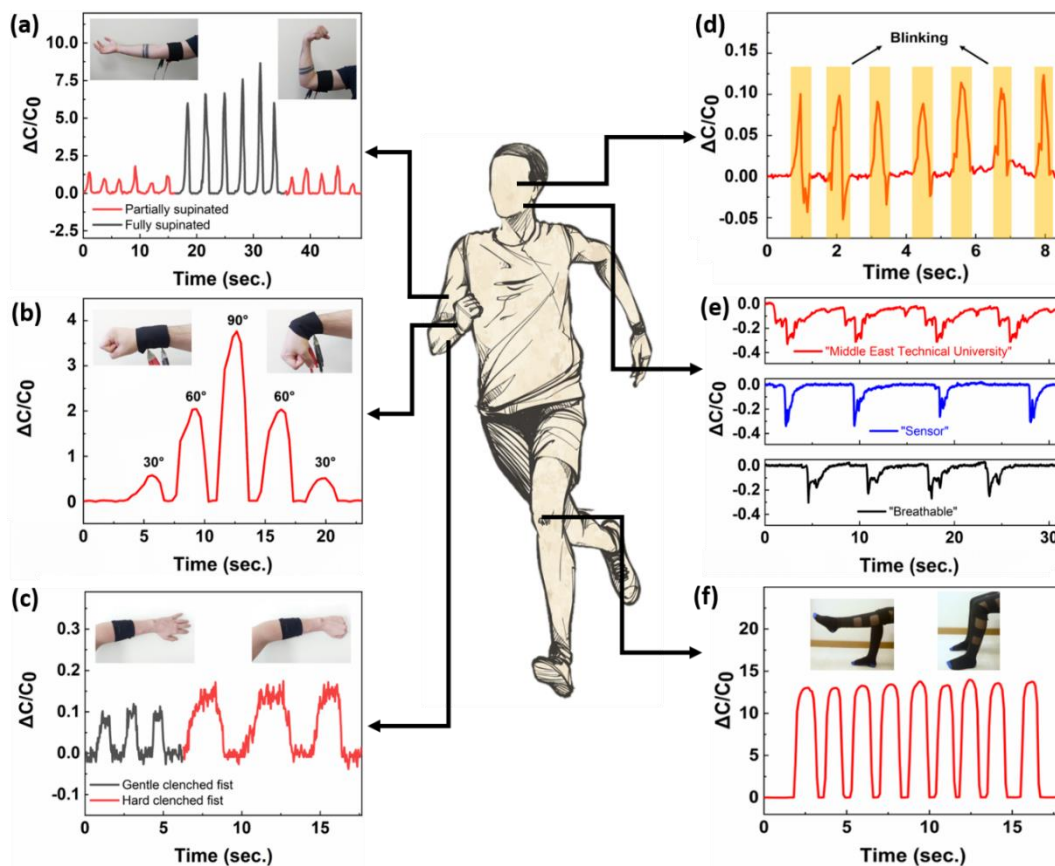 (a)
10.0
7.5
5.0
2.5
0.0
-2.5
ΔC/C0
Partially supinated
Fully supinated
0 10 20 30 40
Time (sec.)
(b)
4
3
2
1
0
ΔC/C0
30°
60°
90°
60°
30°
0 5 10 15 20
Time (sec.)
(c)
0.3
0.2
0.1
0.0
-0.1
ΔC/C0
Gentle clenched fist
Hard clenched fist
0 5 10 15
Time (sec.)
(d)
Blinking
0.15
0.10
0.05
0.00
-0.05
ΔC/C0
0 2 4 6 8
Time (sec.)
(e)
0.0
-0.2
-0.4
"Middle East Technical University"
0.0
-0.2
-0.4
ΔC/C0
"Sensor"
0.0
-0.2
-0.4
"Breathable"
0 10 20 30
Time (sec.)
(f)
25
20
15
10
5
0
ΔC/C0
0 5 10 15
Time (sec.)